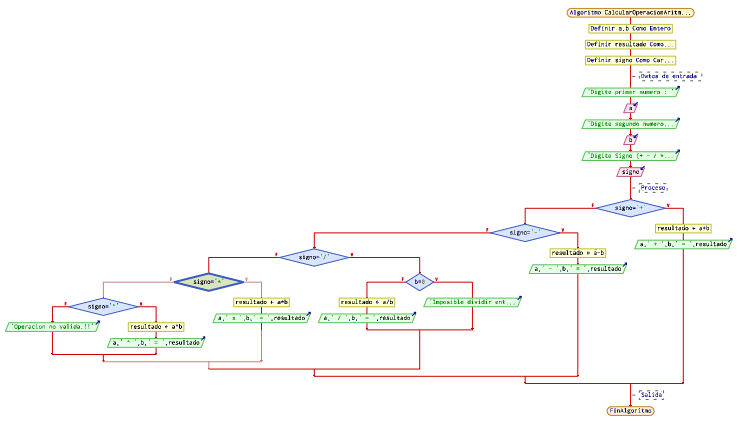 Algoritmo CalcularOperacionAritm...
Definir a,b Como Entero
Definir resultado Como...
Definir signo Como Car...
Datos de entrada
'Digite primer numero : '
a
'Digite segundo numero...
b
'Digite Signo (+ - / *...
signo
Proceso
F signo='+' V
resultado ← a+b
a,' + ',b,' = ',resultado
F signo='-' V
resultado ← a-b
a,' - ',b,' = ',resultado
F signo='/' V
F b=0 V
resultado ← a/b
a,' / ',b,' = ',resultado
'Imposible dividir ent...
F signo='*' V
resultado ← a*b
a,' x ',b,' = ',resultado
F signo='^' V
'Operacion no valida.!!'
resultado ← a^b
a,' ^ ',b,' = ',resultado
Salida
FinAlgoritmo